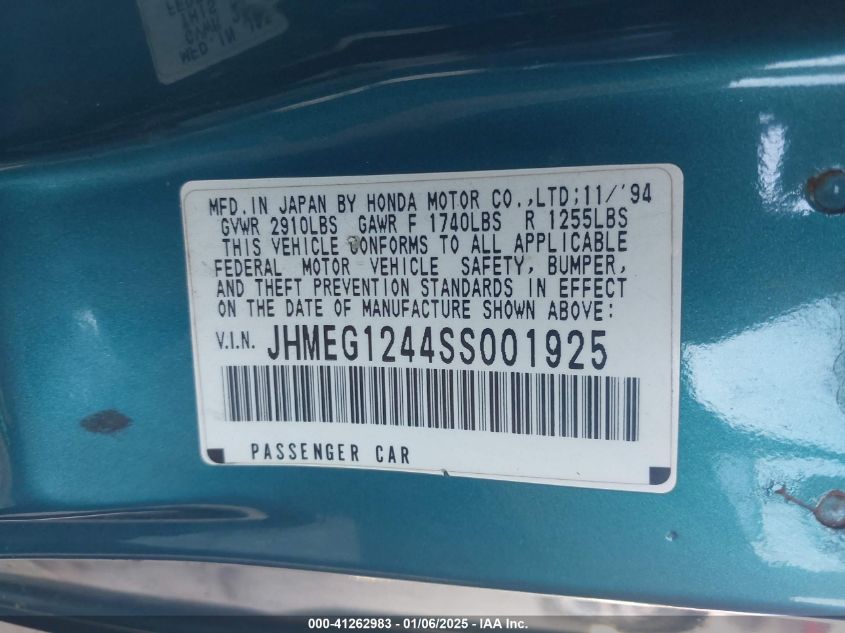 MFD. IN JAPAN BY HONDA MOTOR CO.,LTD;11/'94
GVWR 2910LBS GAWR F 1740LBS R 1255LBS
THIS VEHICLE CONFORMS TO ALL APPLICABLE
FEDERAL MOTOR VEHICLE SAFETY, BUMPER,
AND THEFT PREVENTION STANDARDS IN EFFECT
ON THE DATE OF MANUFACTURE SHOWN ABOVE:
V.I.N. JHMEG1244SS001925
PASSENGER CAR
000-41262983 - 01/06/2025 - IAA Inc.